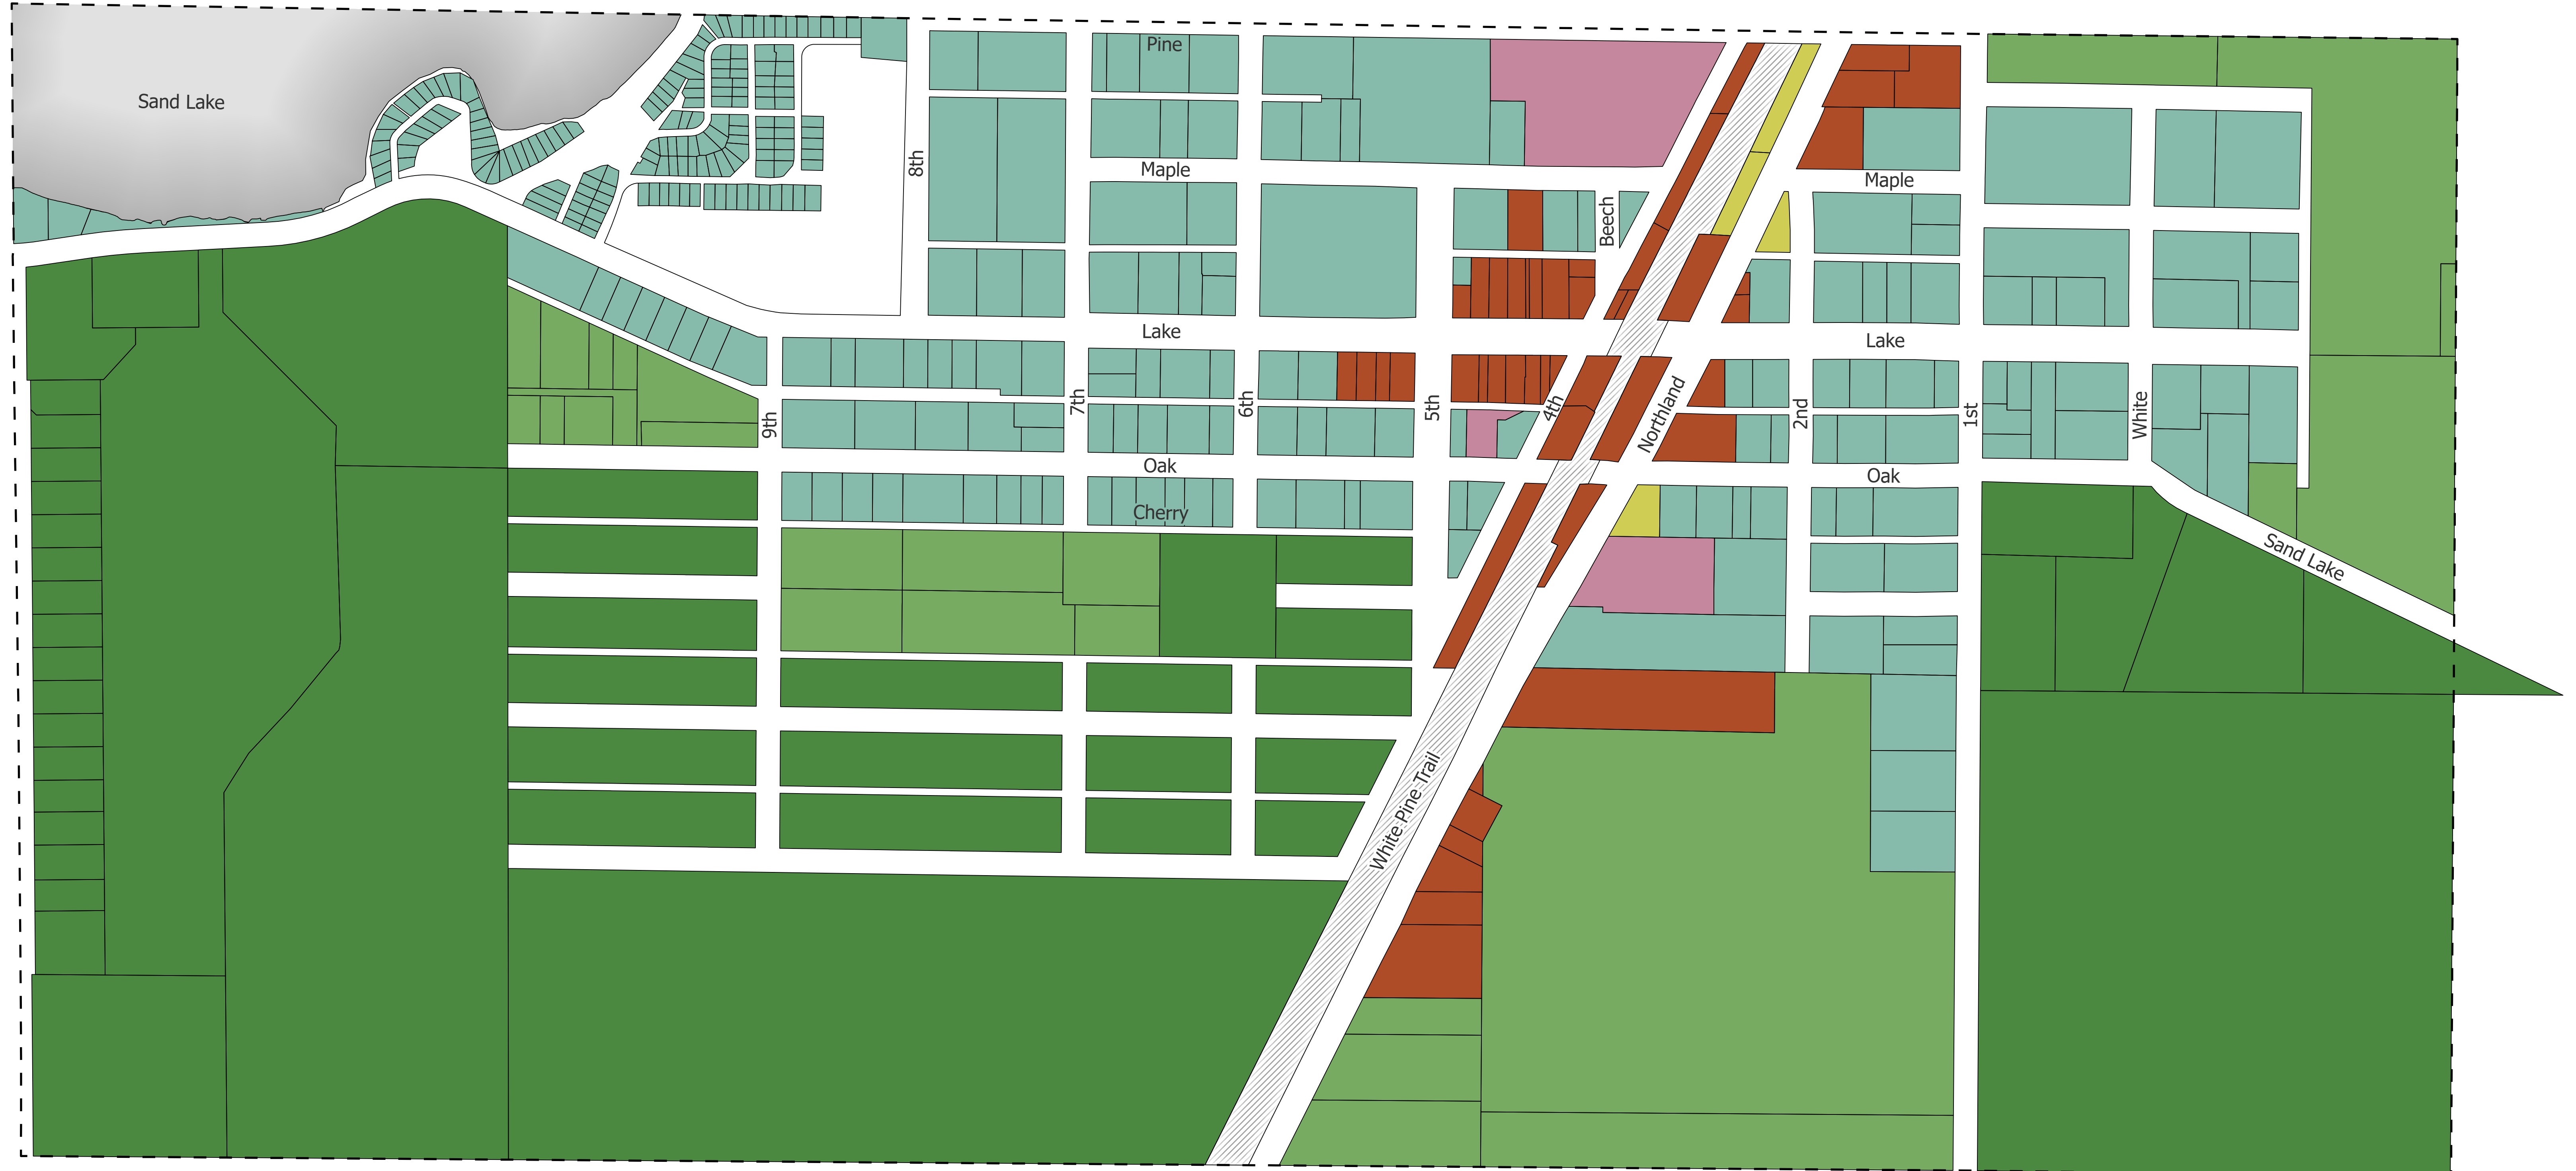 Pine
Sand Lake
8th
Maple
Maple
Beech
Lake
Lake
9th
7th
6th
5th
4th
Northland
2nd
1st
White
Oak
Oak
Cherry
Sand Lake
White Pine Trail